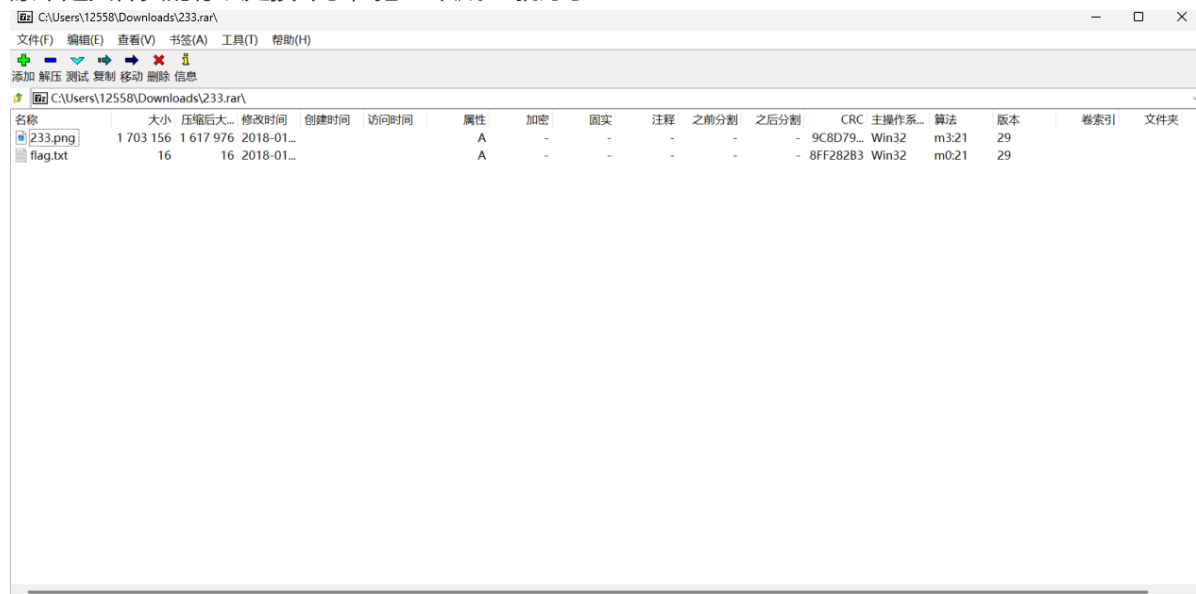 C:\Users\12558\Downloads\233.rar\
文件(F) 编辑(E) 查看(V) 书签(A) 工具(T) 帮助(H)
添加 解压 测试 复制 移动 删除 信息
C:\Users\12558\Downloads\233.rar\
名称 大小 压缩后大... 修改时间 创建时间 访问时间 属性 加密 固实 注释 之前分割 之后分割 CRC 主操作系... 算法 版本 卷索引 文件夹
233.png 1 703 156 1 617 976 2018-01... A - - - - - 9C8D79... Win32 m3:21 29
flag.txt 16 16 2018-01... A - - - - - 8FF282B3 Win32 m0:21 29